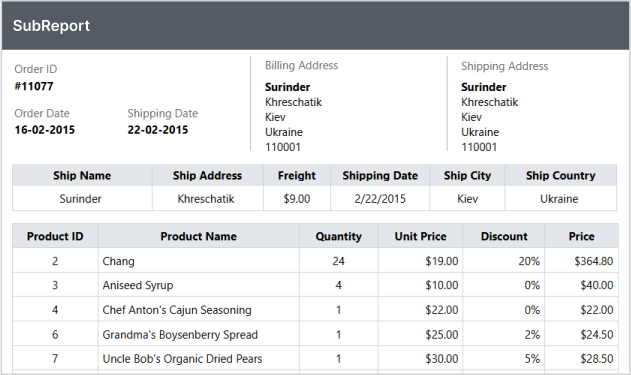 SubReport
Order ID
#11077
Order Date Shipping Date
16-02-2015 22-02-2015
Billing Address
Surinder
Khreschatik
Kiev
Ukraine
110001
Shipping Address
Surinder
Khreschatik
Kiev
Ukraine
110001
Ship Name Ship Address Freight Shipping Date Ship City Ship Country
Surinder Khreschatik $9.00 2/22/2015 Kiev Ukraine
Product ID Product Name Quantity Unit Price Discount Price
2 Chang 24 $19.00 20% $364.80
3 Aniseed Syrup 4 $10.00 0% $40.00
4 Chef Anton's Cajun Seasoning 1 $22.00 0% $22.00
6 Grandma's Boysenberry Spread 1 $25.00 2% $24.50
7 Uncle Bob's Organic Dried Pears 1 $30.00 5% $28.50